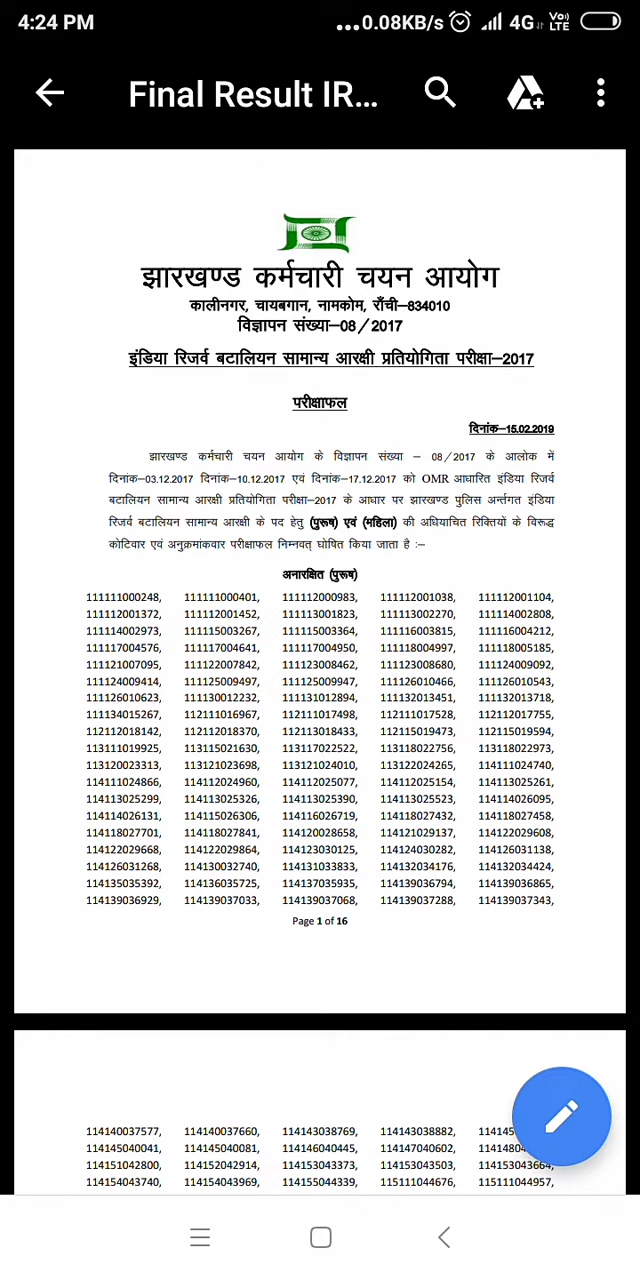 4:24 PM ...0.08KB/s 4G Vo) LTE
Final Result IR...
झारखण्ड कर्मचारी चयन आयोग
कालीनगर, चायबगान, नामकोम, राँची–834010
विज्ञापन संख्या–08/2017
इंडिया रिजर्व बटालियन सामान्य आरक्षी प्रतियोगिता परीक्षा–2017
परीक्षाफल
दिनांक–15.02.2019
झारखण्ड कर्मचारी चयन आयोग के विज्ञापन संख्या – 08/2017 के आलोक में
दिनांक–03.12.2017 दिनांक–10.12.2017 एवं दिनांक–17.12.2017 को OMR आधारित इंडिया रिजर्व
बटालियन सामान्य आरक्षी प्रतियोगिता परीक्षा–2017 के आधार पर झारखण्ड पुलिस अर्न्तगत इंडिया
रिजर्व बटालियन सामान्य आरक्षी के पद हेतु (पुरूष) एवं (महिला) की अधियाचित रिक्तियों के विरूद्ध
कोटिवार एवं अनुक्रमांकवार परीक्षाफल निम्नवत् घोषित किया जाता है :–
अनारक्षित (पुरूष)
111111000248, 111111000401, 111112000983, 111112001038, 111112001104,
111112001372, 111112001452, 111113001823, 111113002270, 111114002808,
111114002973, 111115003267, 111115003364, 111116003815, 111116004212,
111117004576, 111117004641, 111117004950, 111118004997, 111118005185,
111121007095, 111122007842, 111123008462, 111123008680, 111124009092,
111124009414, 111125009497, 111125009947, 111126010466, 111126010543,
111126010623, 111130012232, 111131012894, 111132013451, 111132013718,
111134015267, 112111016967, 112111017498, 112111017528, 112112017755,
112112018142, 112112018370, 112113018433, 112115019473, 112115019594,
113111019925, 113115021630, 113117022522, 113118022756, 113118022973,
113120023313, 113121023698, 113121024010, 113122024265, 114111024740,
114111024866, 114112024960, 114112025077, 114112025154, 114113025261,
114113025299, 114113025326, 114113025390, 114113025523, 114114026095,
114114026131, 114115026306, 114116026719, 114118027432, 114118027458,
114118027701, 114118027841, 114120028658, 114121029137, 114122029608,
114122029668, 114122029864, 114123030125, 114124030282, 114126031138,
114126031268, 114130032740, 114131033833, 114132034176, 114132034424,
114135035392, 114136035725, 114137035935, 114139036794, 114139036865,
114139036929, 114139037033, 114139037068, 114139037288, 114139037343,
Page 1 of 16
114140037577, 114140037660, 114143038769, 114143038882, 114145
114145040041, 114145040081, 114146040445, 114147040602, 11414804
114151042800, 114152042914, 114153043373, 114153043503, 114153043664,
114154043740, 114154043969, 114155044339, 115111044676, 115111044957,